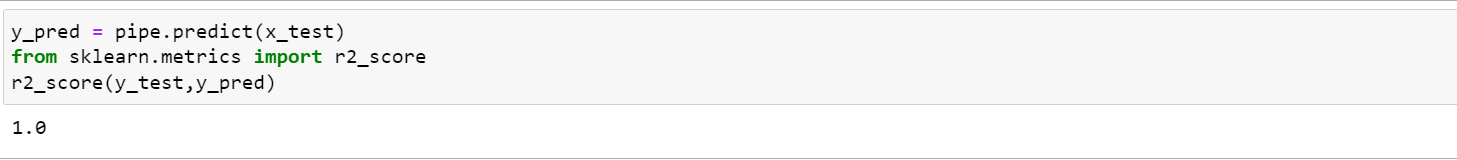 y_pred = pipe.predict(x_test)
from sklearn.metrics import r2_score
r2_score(y_test,y_pred)
1.0